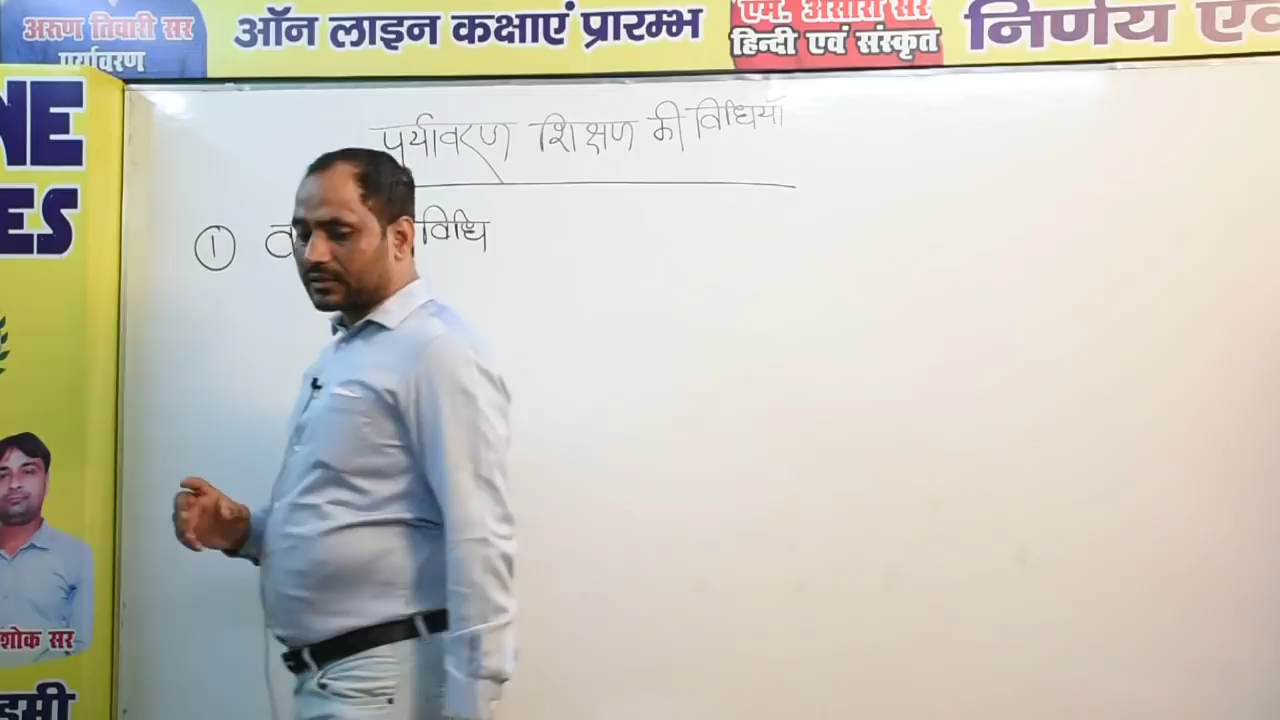 अरुण तिवारी सर
पर्यावरण
ऑन लाइन कक्षाएं प्रारम्भ
एम. असारी सर
हिन्दी एवं संस्कृत
निर्णय
NE
ES
पर्यावरण शिक्षण की विधियाँ
① विधि
शोक सर